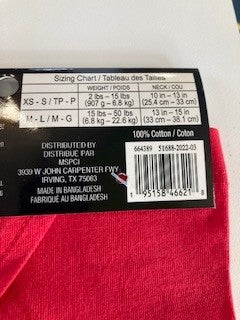 Sizing Chart / Tableau des Tailles
WEIGHT / POIDS NECK / COU
XS - S / TP - P 2 lbs – 15 lbs (907 g - 6.8 kg) 10 in – 13 in (25.4 cm – 33 cm)
M - L / M - G 15 lbs – 50 lbs (6.8 kg - 22.6 kg) 13 in – 15 in (33 cm – 38.1 cm)
100% Cotton / Coton
DISTRIBUTED BY
DISTRIBUÉ PAR
MSPCI
3939 W JOHN CARPENTER FWY
IRVING, TX 75063
MADE IN BANGLADESH
FABRIQUÉ AU BANGLADESH
664389 51688-2022-03
1 95158 46621 8